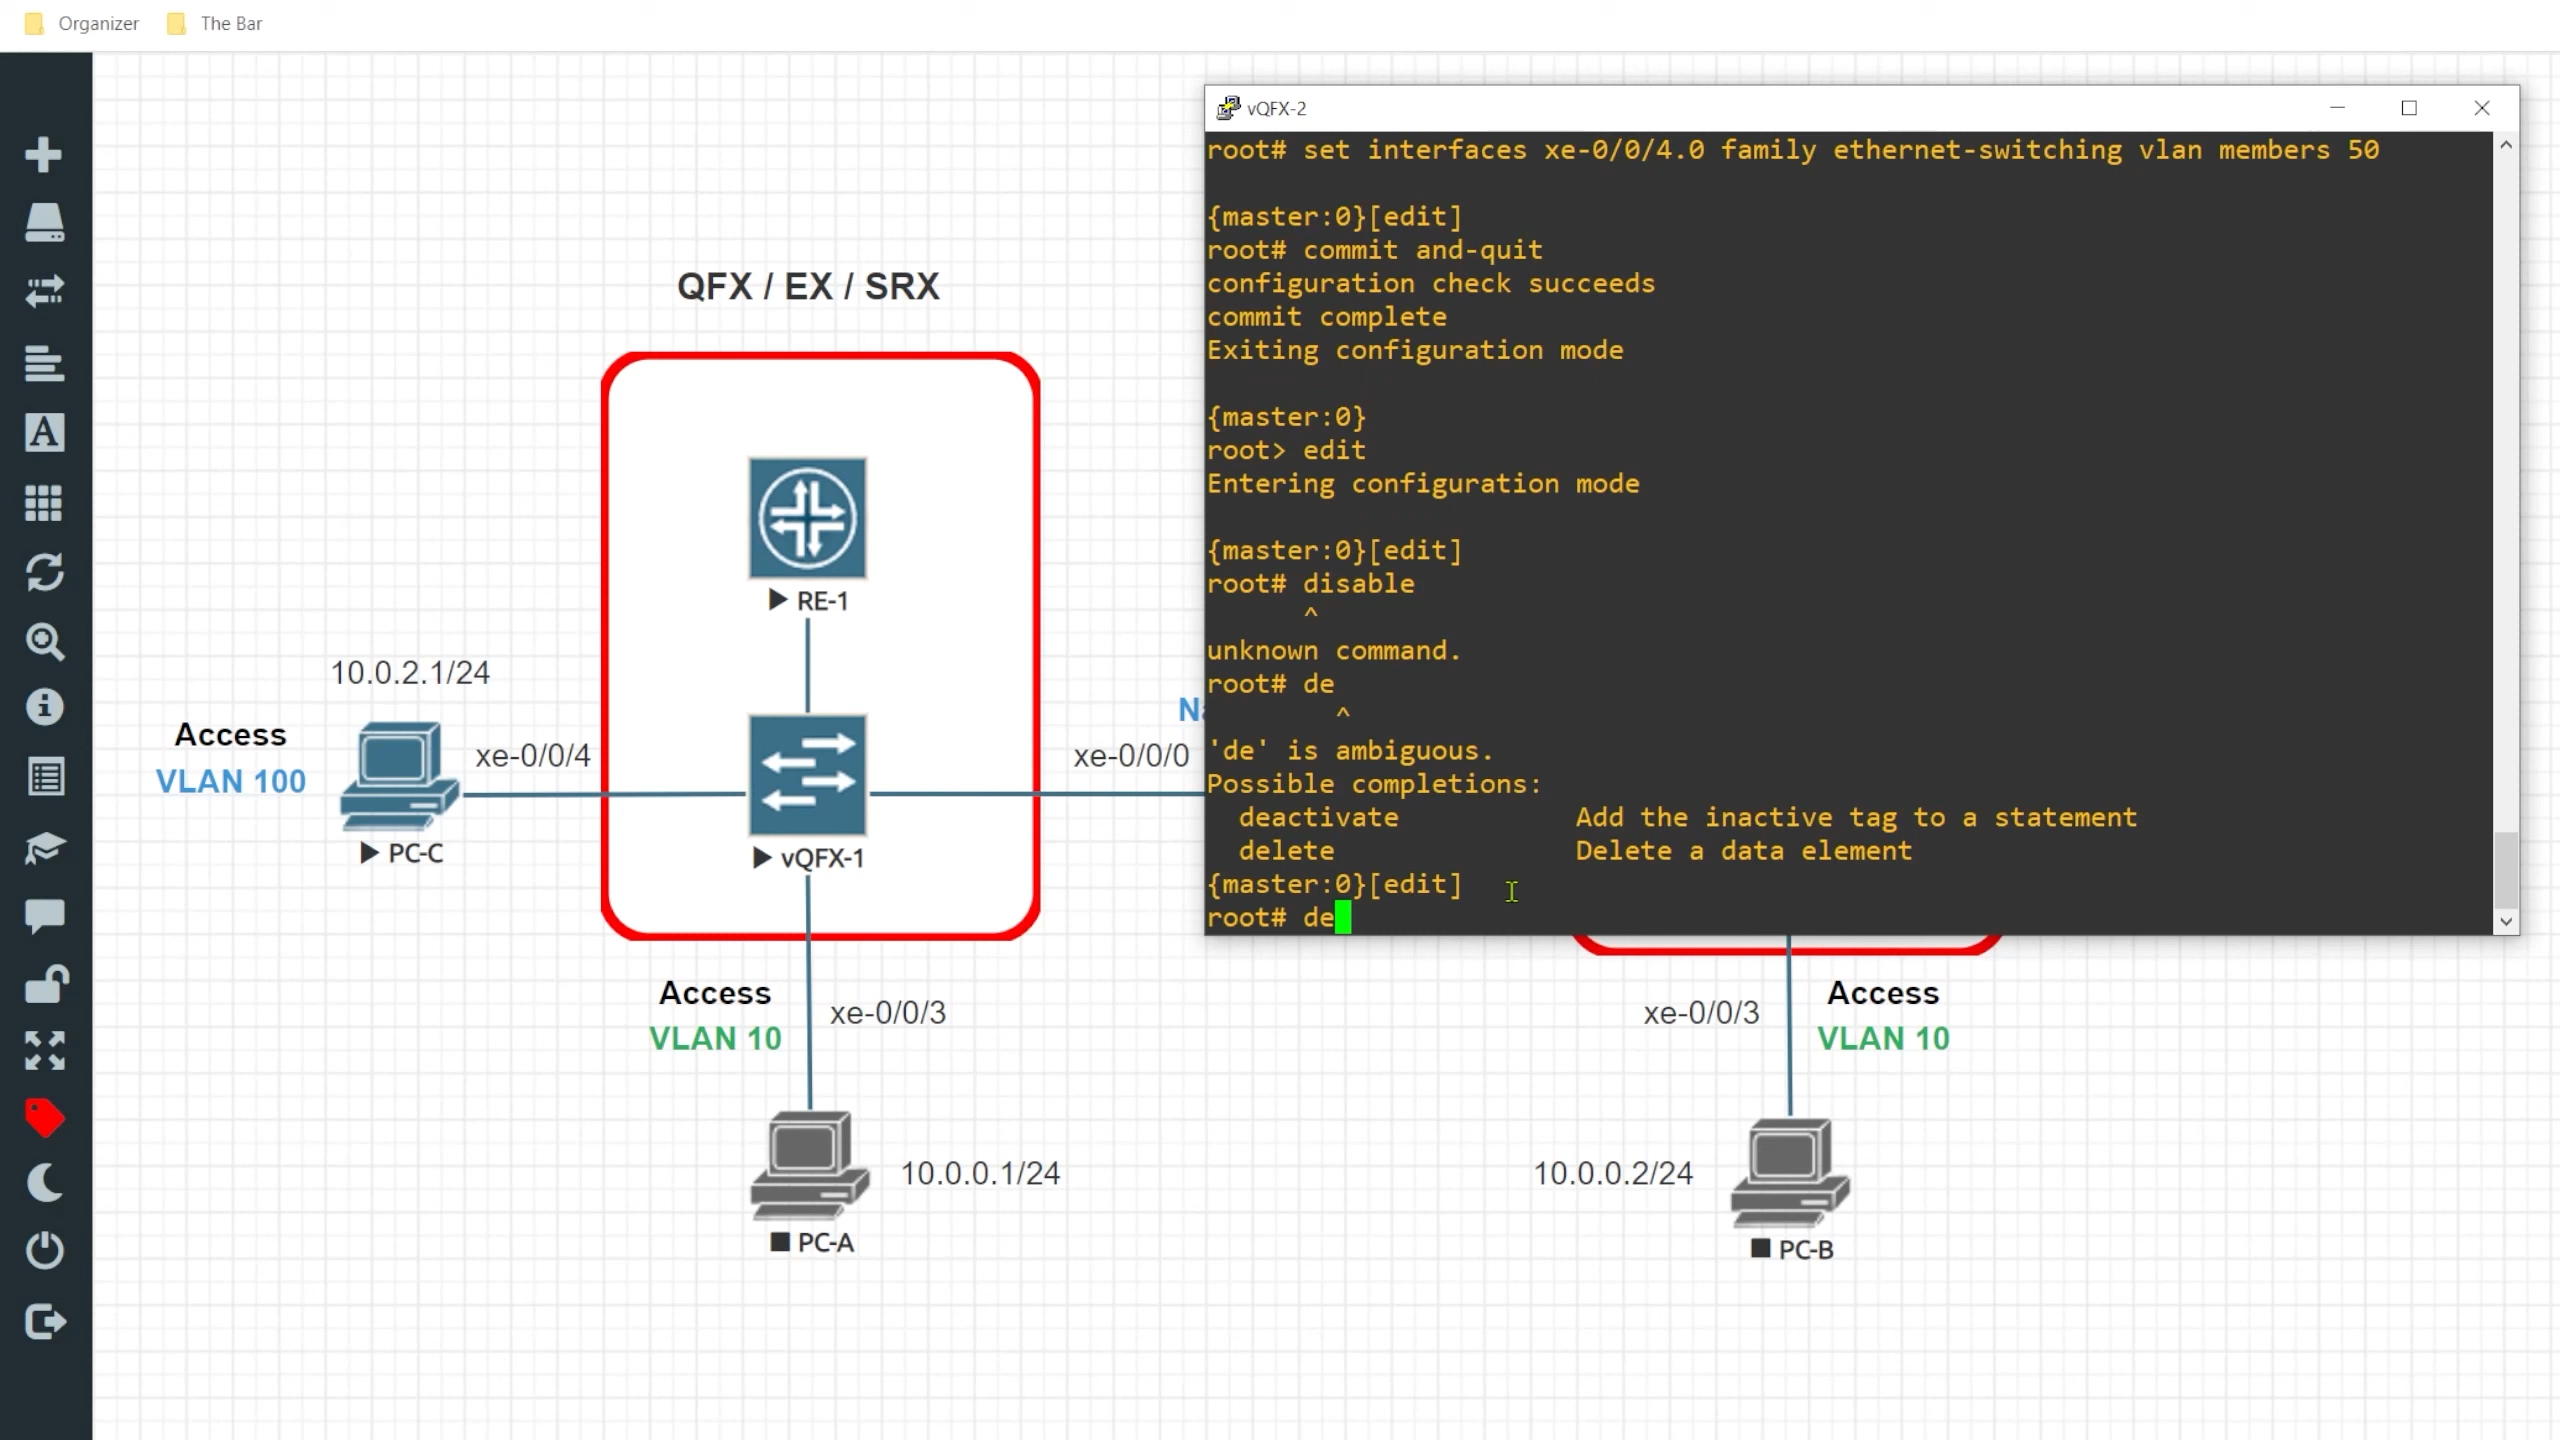 Organizer
The Bar
vQFX-2
root# set interfaces xe-0/0/4.0 family ethernet-switching vlan members 50
{master:0}[edit]
root# commit and-quit
configuration check succeeds
commit complete
Exiting configuration mode
{master:0}
root> edit
Entering configuration mode
{master:0}[edit]
root# disable
^
unknown command.
root# de
^
'de' is ambiguous.
Possible completions:
deactivate Add the inactive tag to a statement
delete Delete a data element
{master:0}[edit]
root# de
QFX / EX / SRX
RE-1
10.0.2.1/24
Access
VLAN 100
xe-0/0/4
xe-0/0/0
PC-C
vQFX-1
Access
VLAN 10
xe-0/0/3
xe-0/0/3
Access
VLAN 10
10.0.0.1/24
10.0.0.2/24
PC-A
PC-B